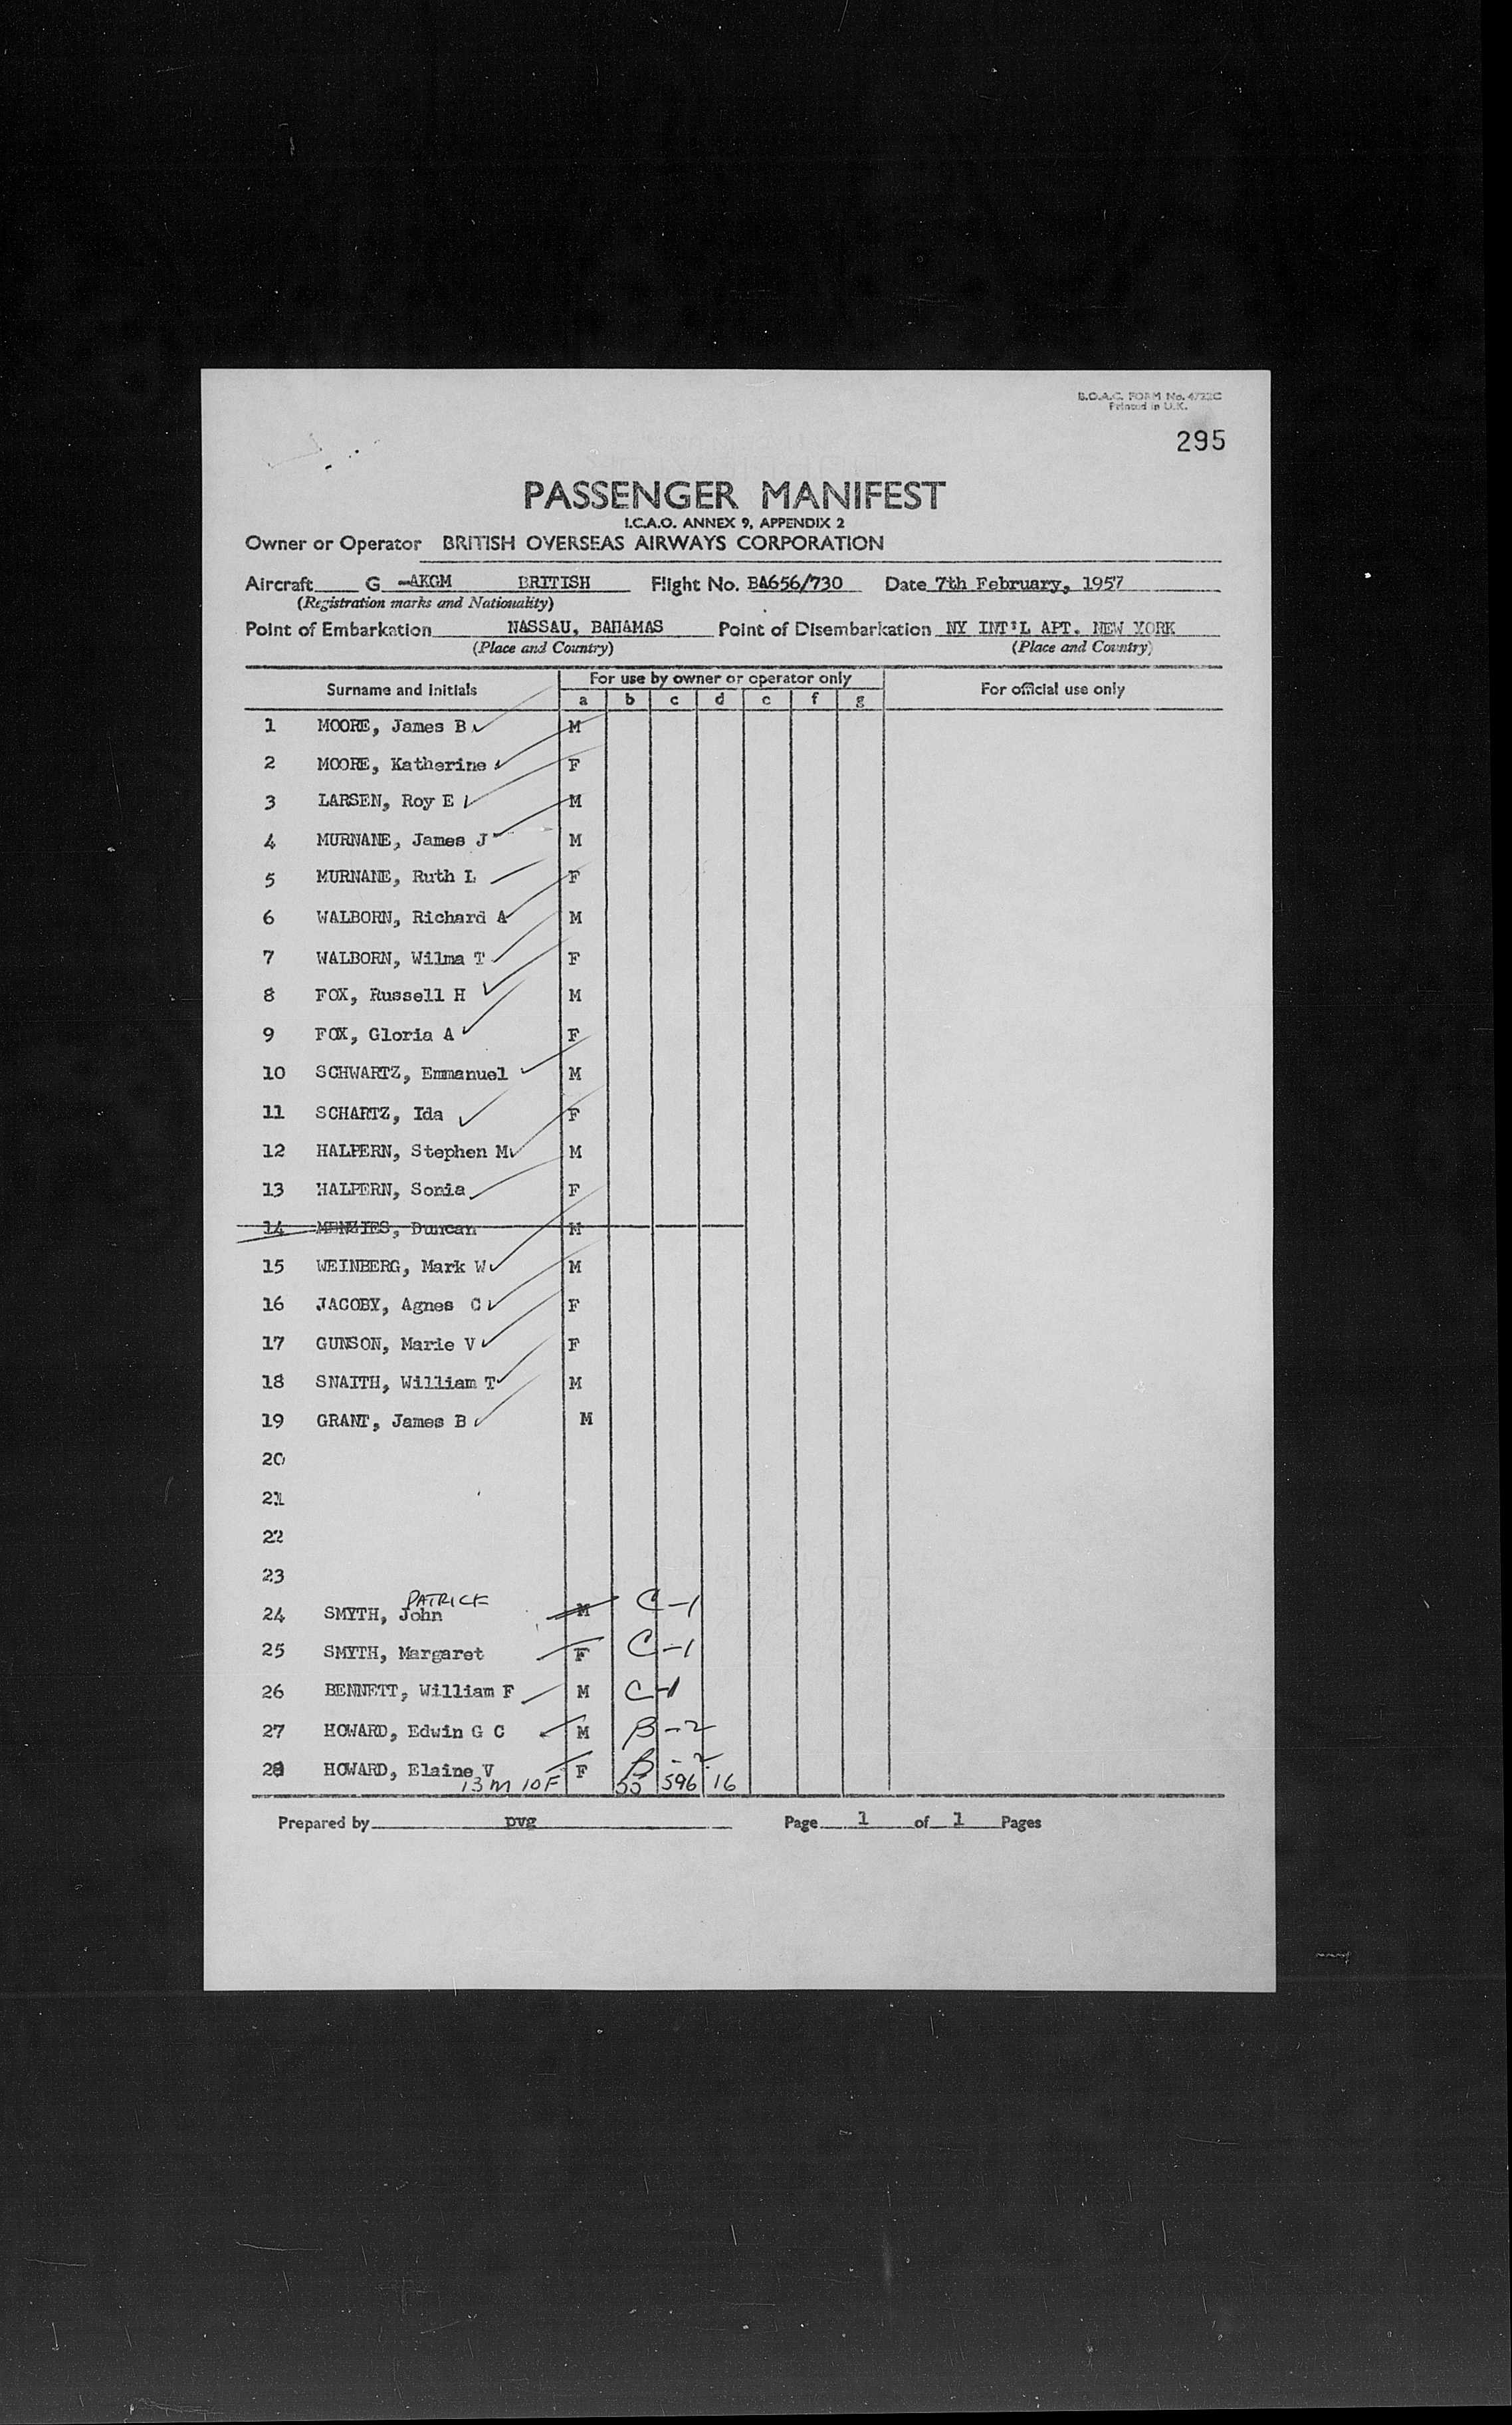 B.O.A.C. FORM No. 4722C
Printed in U.K.
295
PASSENGER MANIFEST
I.C.A.O. ANNEX 9, APPENDIX 2
Owner or Operator BRITISH OVERSEAS AIRWAYS CORPORATION
Aircraft G -AKGM BRITISH Flight No. BA656/730 Date 7th February, 1957
(Registration marks and Nationality)
Point of Embarkation NASSAU, BAHAMAS Point of Disembarkation NY INT'L APT. NEW YORK
(Place and Country) (Place and Country)
Surname and initials For use by owner or operator only For official use only
a b c d e f g
1 MOORE, James B M
2 MOORE, Katherine F
3 LARSEN, Roy E M
4 MURNANE, James J M
5 MURNANE, Ruth L F
6 WALBORN, Richard A M
7 WALBORN, Wilma T F
8 FOX, Russell H M
9 FOX, Gloria A F
10 SCHWARTZ, Emmanuel M
11 SCHARTZ, Ida F
12 HALPERN, Stephen M M
13 HALPERN, Sonia F
14 MENZIES, Duncan M
15 WEINBERG, Mark W M
16 JACOBY, Agnes C F
17 GUNSON, Marie V F
18 SNAITH, William T M
19 GRANT, James B M
20
21
22
23
PATRICK
24 SMYTH, John M C-1
25 SMYTH, Margaret F C-1
26 BENNETT, William F M C-1
27 HOWARD, Edwin G C M B-2
28 HOWARD, Elaine V F B-2
13M 10F 55 596 16
Prepared by pvg Page 1 of 1 Pages